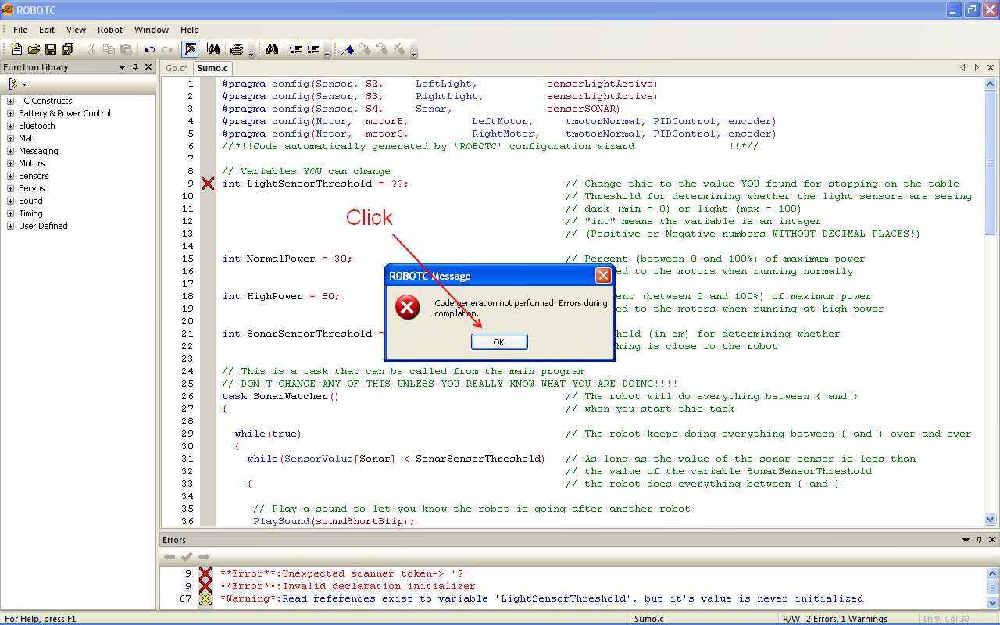 ROBOTC
File Edit View Robot Window Help
Function Library
Go.c* Sumo.c
_C Constructs
Battery & Power Control
Bluetooth
Math
Messaging
Motors
Sensors
Servos
Sound
Timing
User Defined
1 #pragma config(Sensor, S2, LeftLight, sensorLightActive)
2 #pragma config(Sensor, S3, RightLight, sensorLightActive)
3 #pragma config(Sensor, S4, Sonar, sensorSONAR)
4 #pragma config(Motor, motorB, LeftMotor, tmotorNormal, PIDControl, encoder)
5 #pragma config(Motor, motorC, RightMotor, tmotorNormal, PIDControl, encoder)
6 //*!!Code automatically generated by 'ROBOTC' configuration wizard !!*//
7
8 // Variables YOU can change
9 int LightSensorThreshold = ??; // Change this to the value YOU found for stopping on the table
10 // Threshold for determining whether the light sensors are seeing
11 // dark (min = 0) or light (max = 100)
12 // "int" means the variable is an integer
13 // (Positive or Negative numbers WITHOUT DECIMAL PLACES!)
14
15 int NormalPower = 30; // Percent (between 0 and 100%) of maximum power
16 ed to the motors when running normally
17
18 int HighPower = 80; ent (between 0 and 100%) of maximum power
19 ed to the motors when running at high power
20
21 int SonarSensorThreshold = hold (in cm) for determining whether
22 hing is close to the robot
23
24 // This is a task that can be called from the main program
25 // DON'T CHANGE ANY OF THIS UNLESS YOU REALLY KNOW WHAT YOU ARE DOING!!!!
26 task SonarWatcher() // The robot will do everything between { and }
27 { // when you start this task
28
29 while(true) // The robot keeps doing everything between { and } over and over
30 {
31 while(SensorValue[Sonar] < SonarSensorThreshold) // As long as the value of the sonar sensor is less than
32 // the value of the variable SonarSensorThreshold
33 { // the robot does everything between { and }
34
35 // Play a sound to let you know the robot is going after another robot
36 PlaySound(soundShortBlip);
Click
ROBOTC Message
Code generation not performed. Errors during
compilation.
OK
Errors
9 **Error**:Unexpected scanner token-> '?'
9 **Error**:Invalid declaration initializer
67 *Warning*:Read references exist to variable 'LightSensorThreshold', but it's value is never initialized
For Help, press F1 Sumo.c R/W 2 Errors, 1 Warnings Ln 9, Col 30